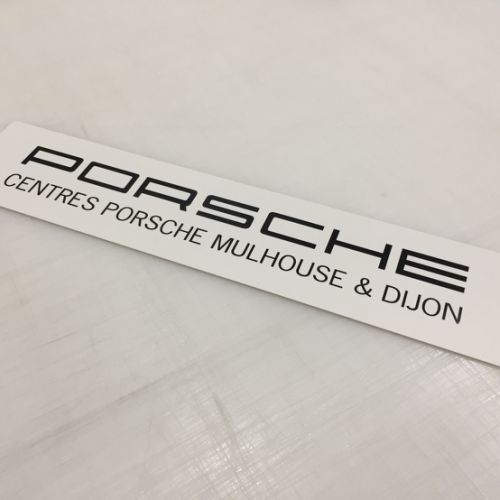 PORSCHE
CENTRES PORSCHE MULHOUSE & DIJON